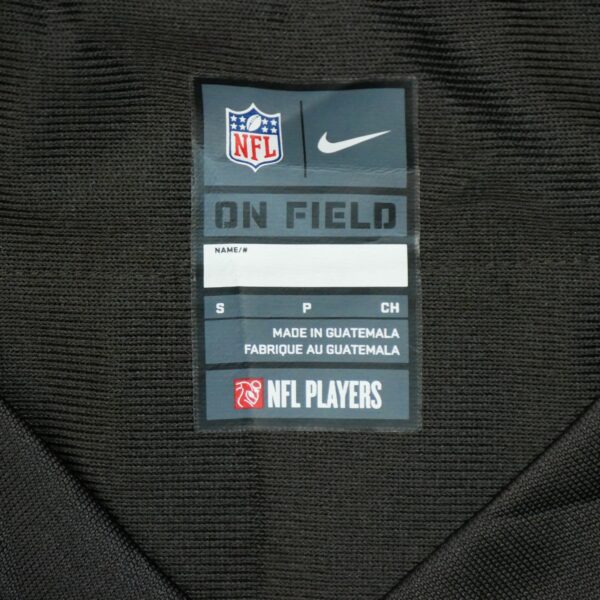 NFL
ON FIELD
NAME/#
S P CH
MADE IN GUATEMALA
FABRIQUE AU GUATEMALA
NFL PLAYERS